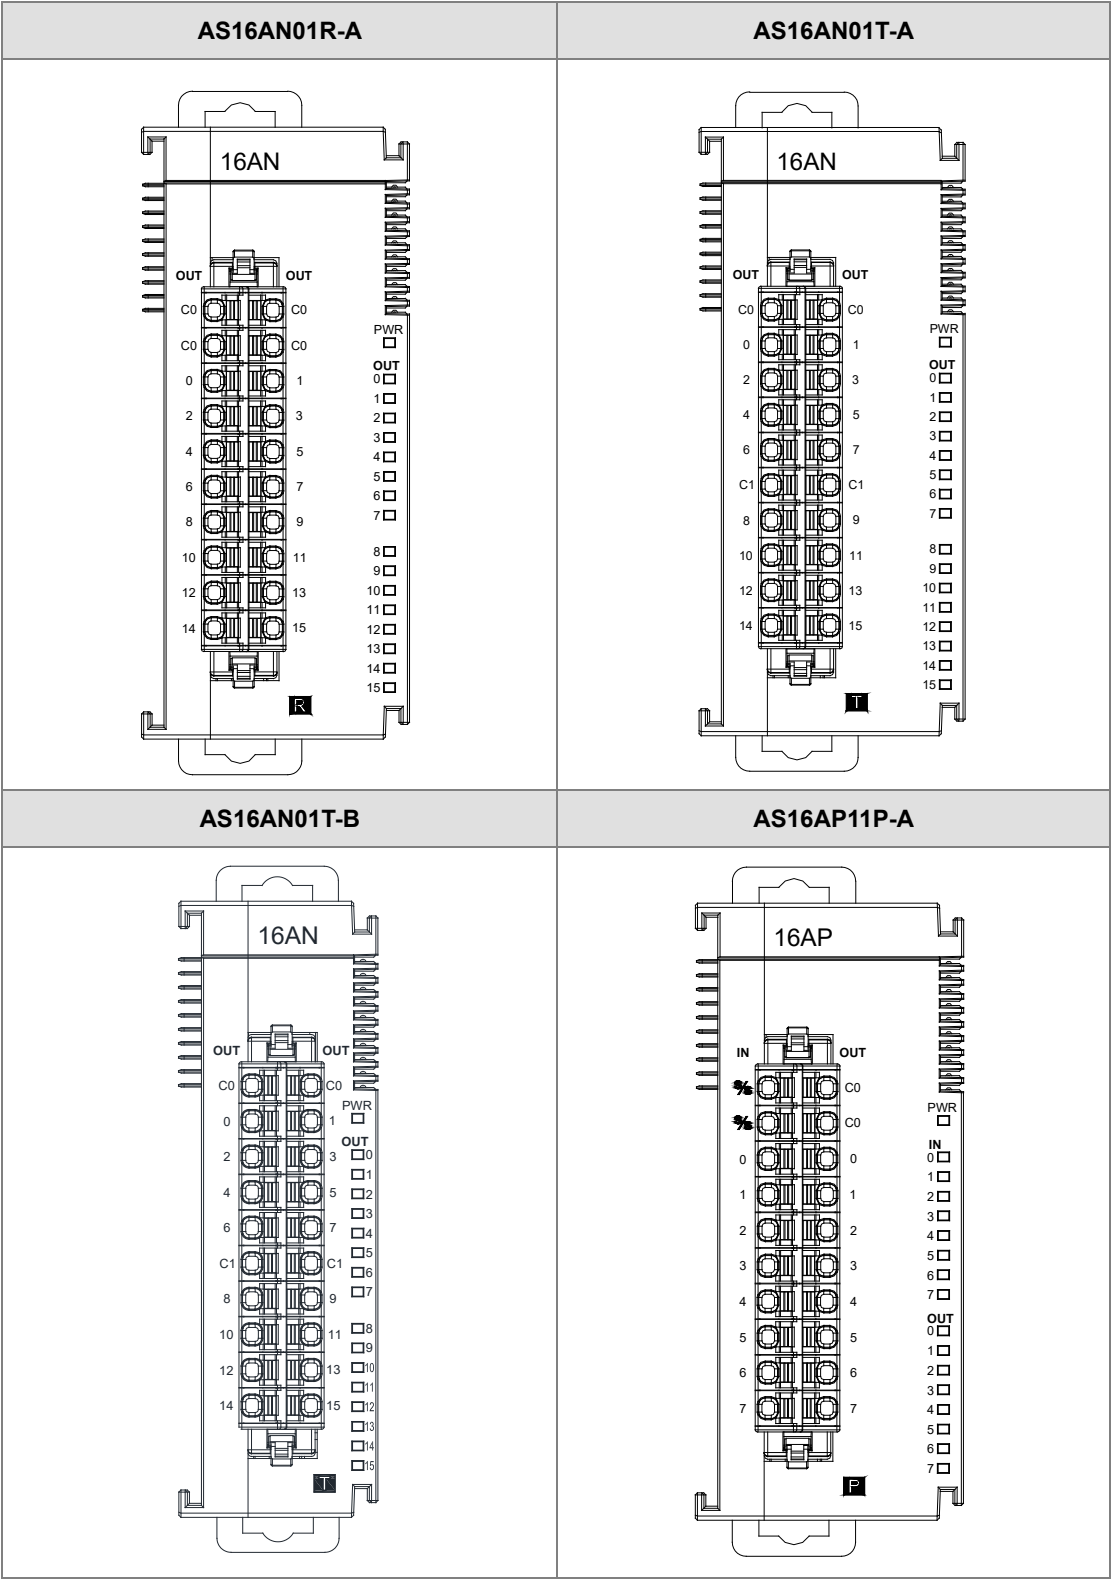 AS16AN01R-A
16AN
OUT OUT
C0 C0
C0 C0
0 1
2 3
4 5
6 7
8 9
10 11
12 13
14 15
PWR
OUT
0
1
2
3
4
5
6
7
8
9
10
11
12
13
14
15
R
AS16AN01T-A
16AN
OUT OUT
C0 C0
0 1
2 3
4 5
6 7
C1 C1
8 9
10 11
12 13
14 15
PWR
OUT
0
1
2
3
4
5
6
7
8
9
10
11
12
13
14
15
T
AS16AN01T-B
16AN
OUT OUT
C0 C0
0 1
2 3
4 5
6 7
C1 C1
8 9
10 11
12 13
14 15
PWR
OUT
0
1
2
3
4
5
6
7
8
9
10
11
12
13
14
15
T
AS16AP11P-A
16AP
IN OUT
S/S C0
S/S C0
0 0
1 1
2 2
3 3
4 4
5 5
6 6
7 7
PWR
IN
0
1
2
3
4
5
6
7
OUT
0
1
2
3
4
5
6
7
P